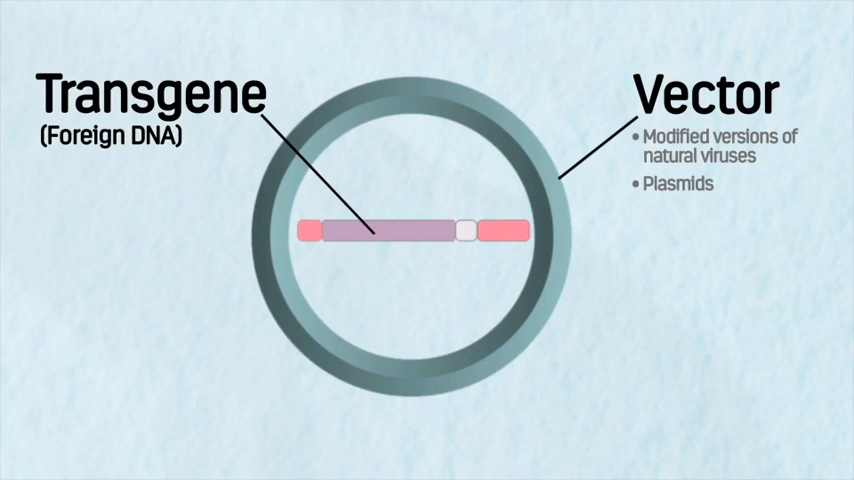 Transgene
(Foreign DNA)
Vector
• Modified versions of
natural viruses
• Plasmids